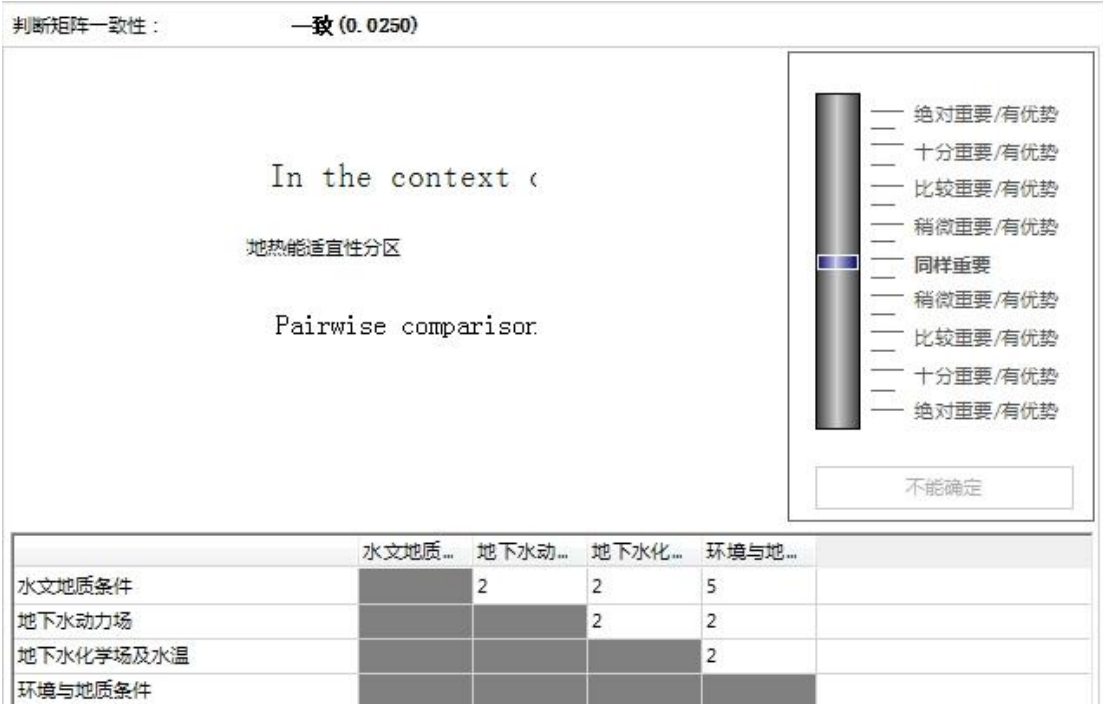 判断矩阵一致性： 一致(0.0250)
In the context
地热能适宜性分区
Pairwise comparison
绝对重要/有优势
十分重要/有优势
比较重要/有优势
稍微重要/有优势
同样重要
稍微重要/有优势
比较重要/有优势
十分重要/有优势
绝对重要/有优势
不能确定
水文地质... 地下水动... 地下水化... 环境与地...
水文地质条件 2 2 5
地下水动力场 2 2
地下水化学场及水温 2
环境与地质条件